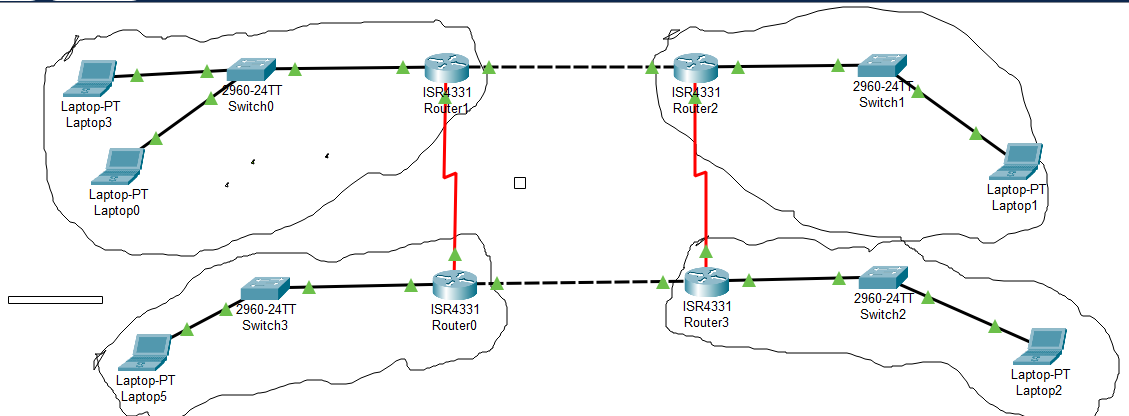 Laptop-PT
Laptop3
2960-24TT
Switch0
ISR4331
Router1
ISR4331
Router2
2960-24TT
Switch1
Laptop-PT
Laptop0
Laptop-PT
Laptop1
2960-24TT
Switch3
ISR4331
Router0
ISR4331
Router3
2960-24TT
Switch2
Laptop-PT
Laptop5
Laptop-PT
Laptop2